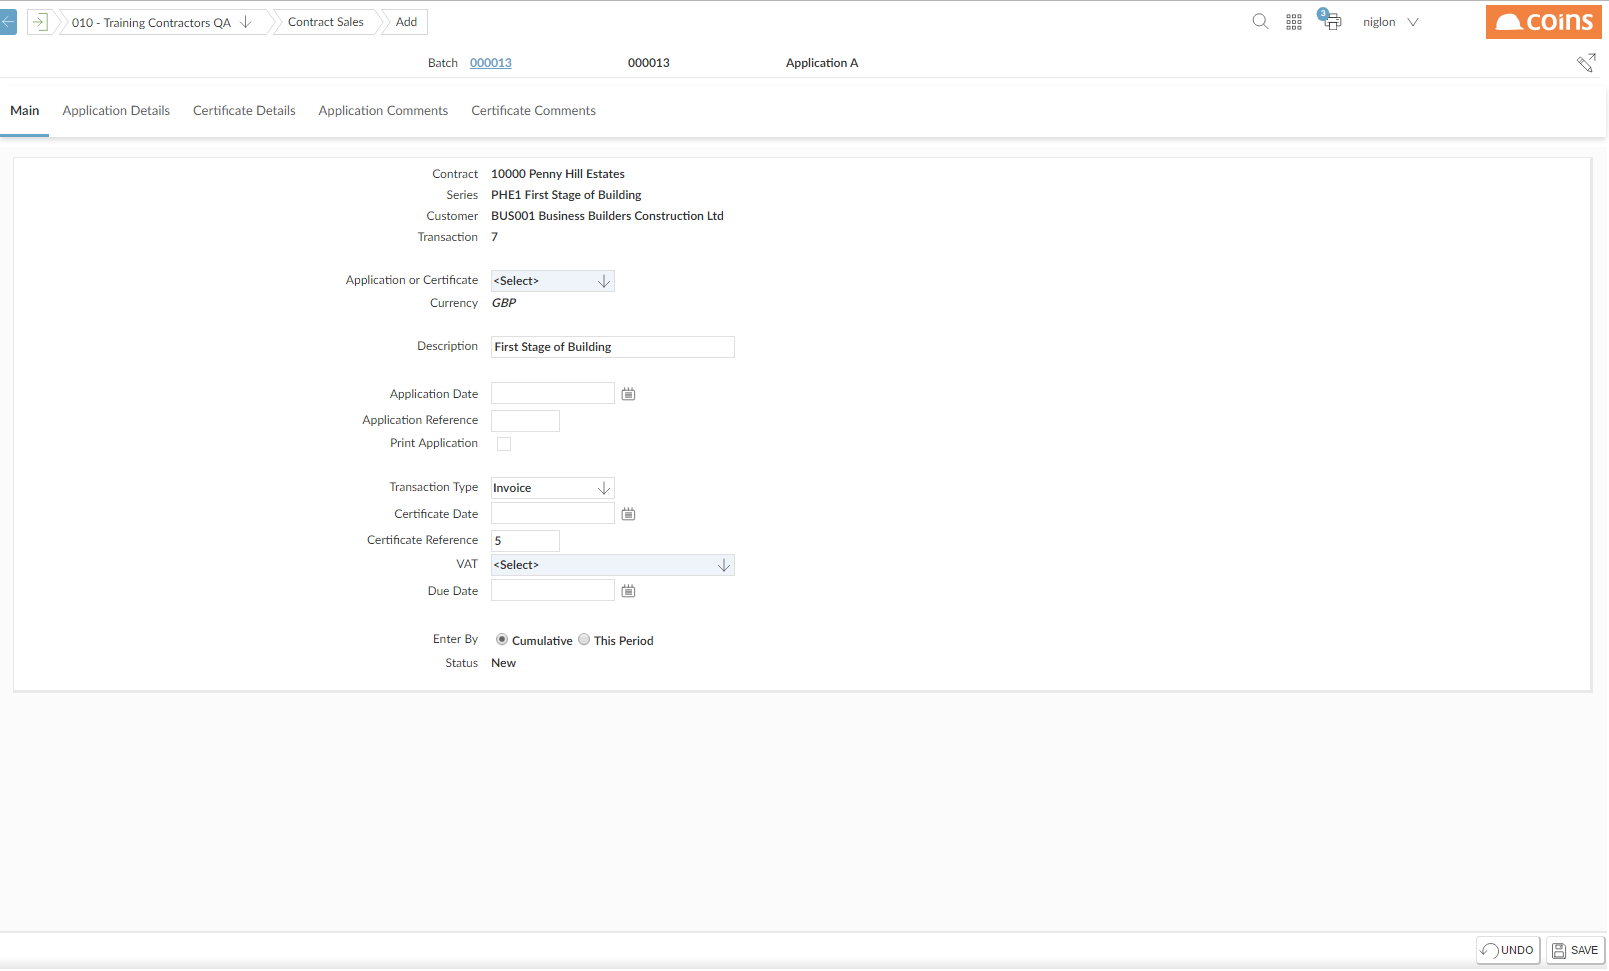 010 - Training Contractors QA Contract Sales Add 3 niglon coins
Batch 000013 000013 Application A
Main Application Details Certificate Details Application Comments Certificate Comments
Contract 10000 Penny Hill Estates
Series PHE1 First Stage of Building
Customer BUS001 Business Builders Construction Ltd
Transaction 7
Application or Certificate <Select>
Currency GBP
Description First Stage of Building
Application Date
Application Reference
Print Application
Transaction Type Invoice
Certificate Date
Certificate Reference 5
VAT <Select>
Due Date
Enter By Cumulative This Period
Status New
UNDO SAVE